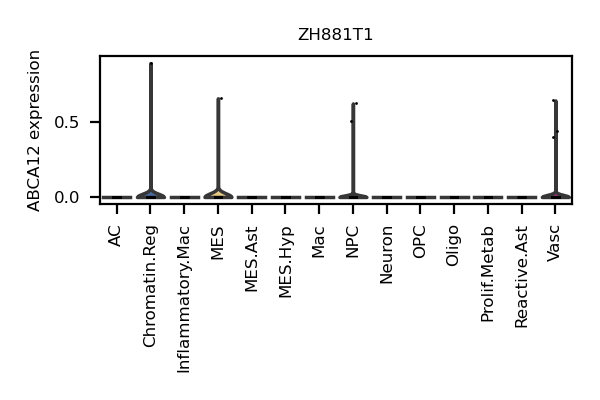 ZH881T1
ABCA12 expression
0.5
0.0
AC
Chromatin.Reg
Inflammatory.Mac
MES
MES.Ast
MES.Hyp
Mac
NPC
Neuron
OPC
Oligo
Prolif.Metab
Reactive.Ast
Vasc